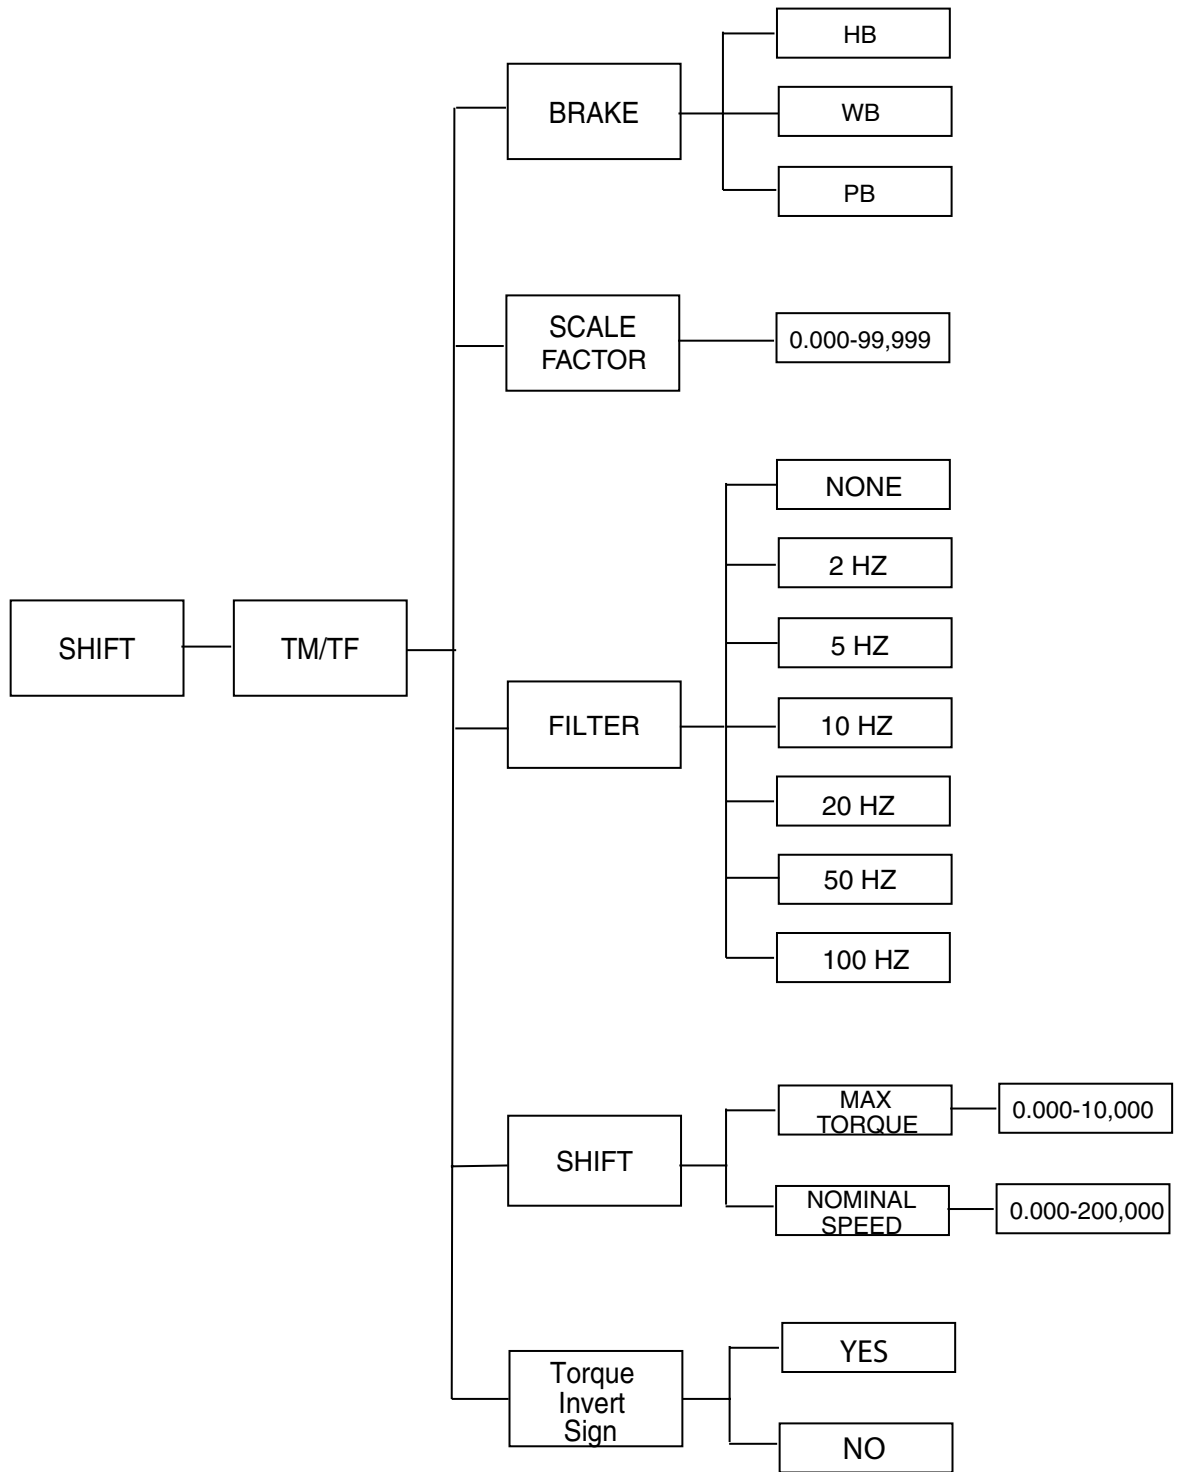 HB
BRAKE
WB
PB
SCALE
FACTOR
0.000-99,999
NONE
2 HZ
SHIFT
TM/TF
5 HZ
FILTER
10 HZ
20 HZ
50 HZ
100 HZ
MAX
TORQUE
0.000-10,000
SHIFT
NOMINAL
SPEED
0.000-200,000
YES
Torque
Invert
Sign
NO